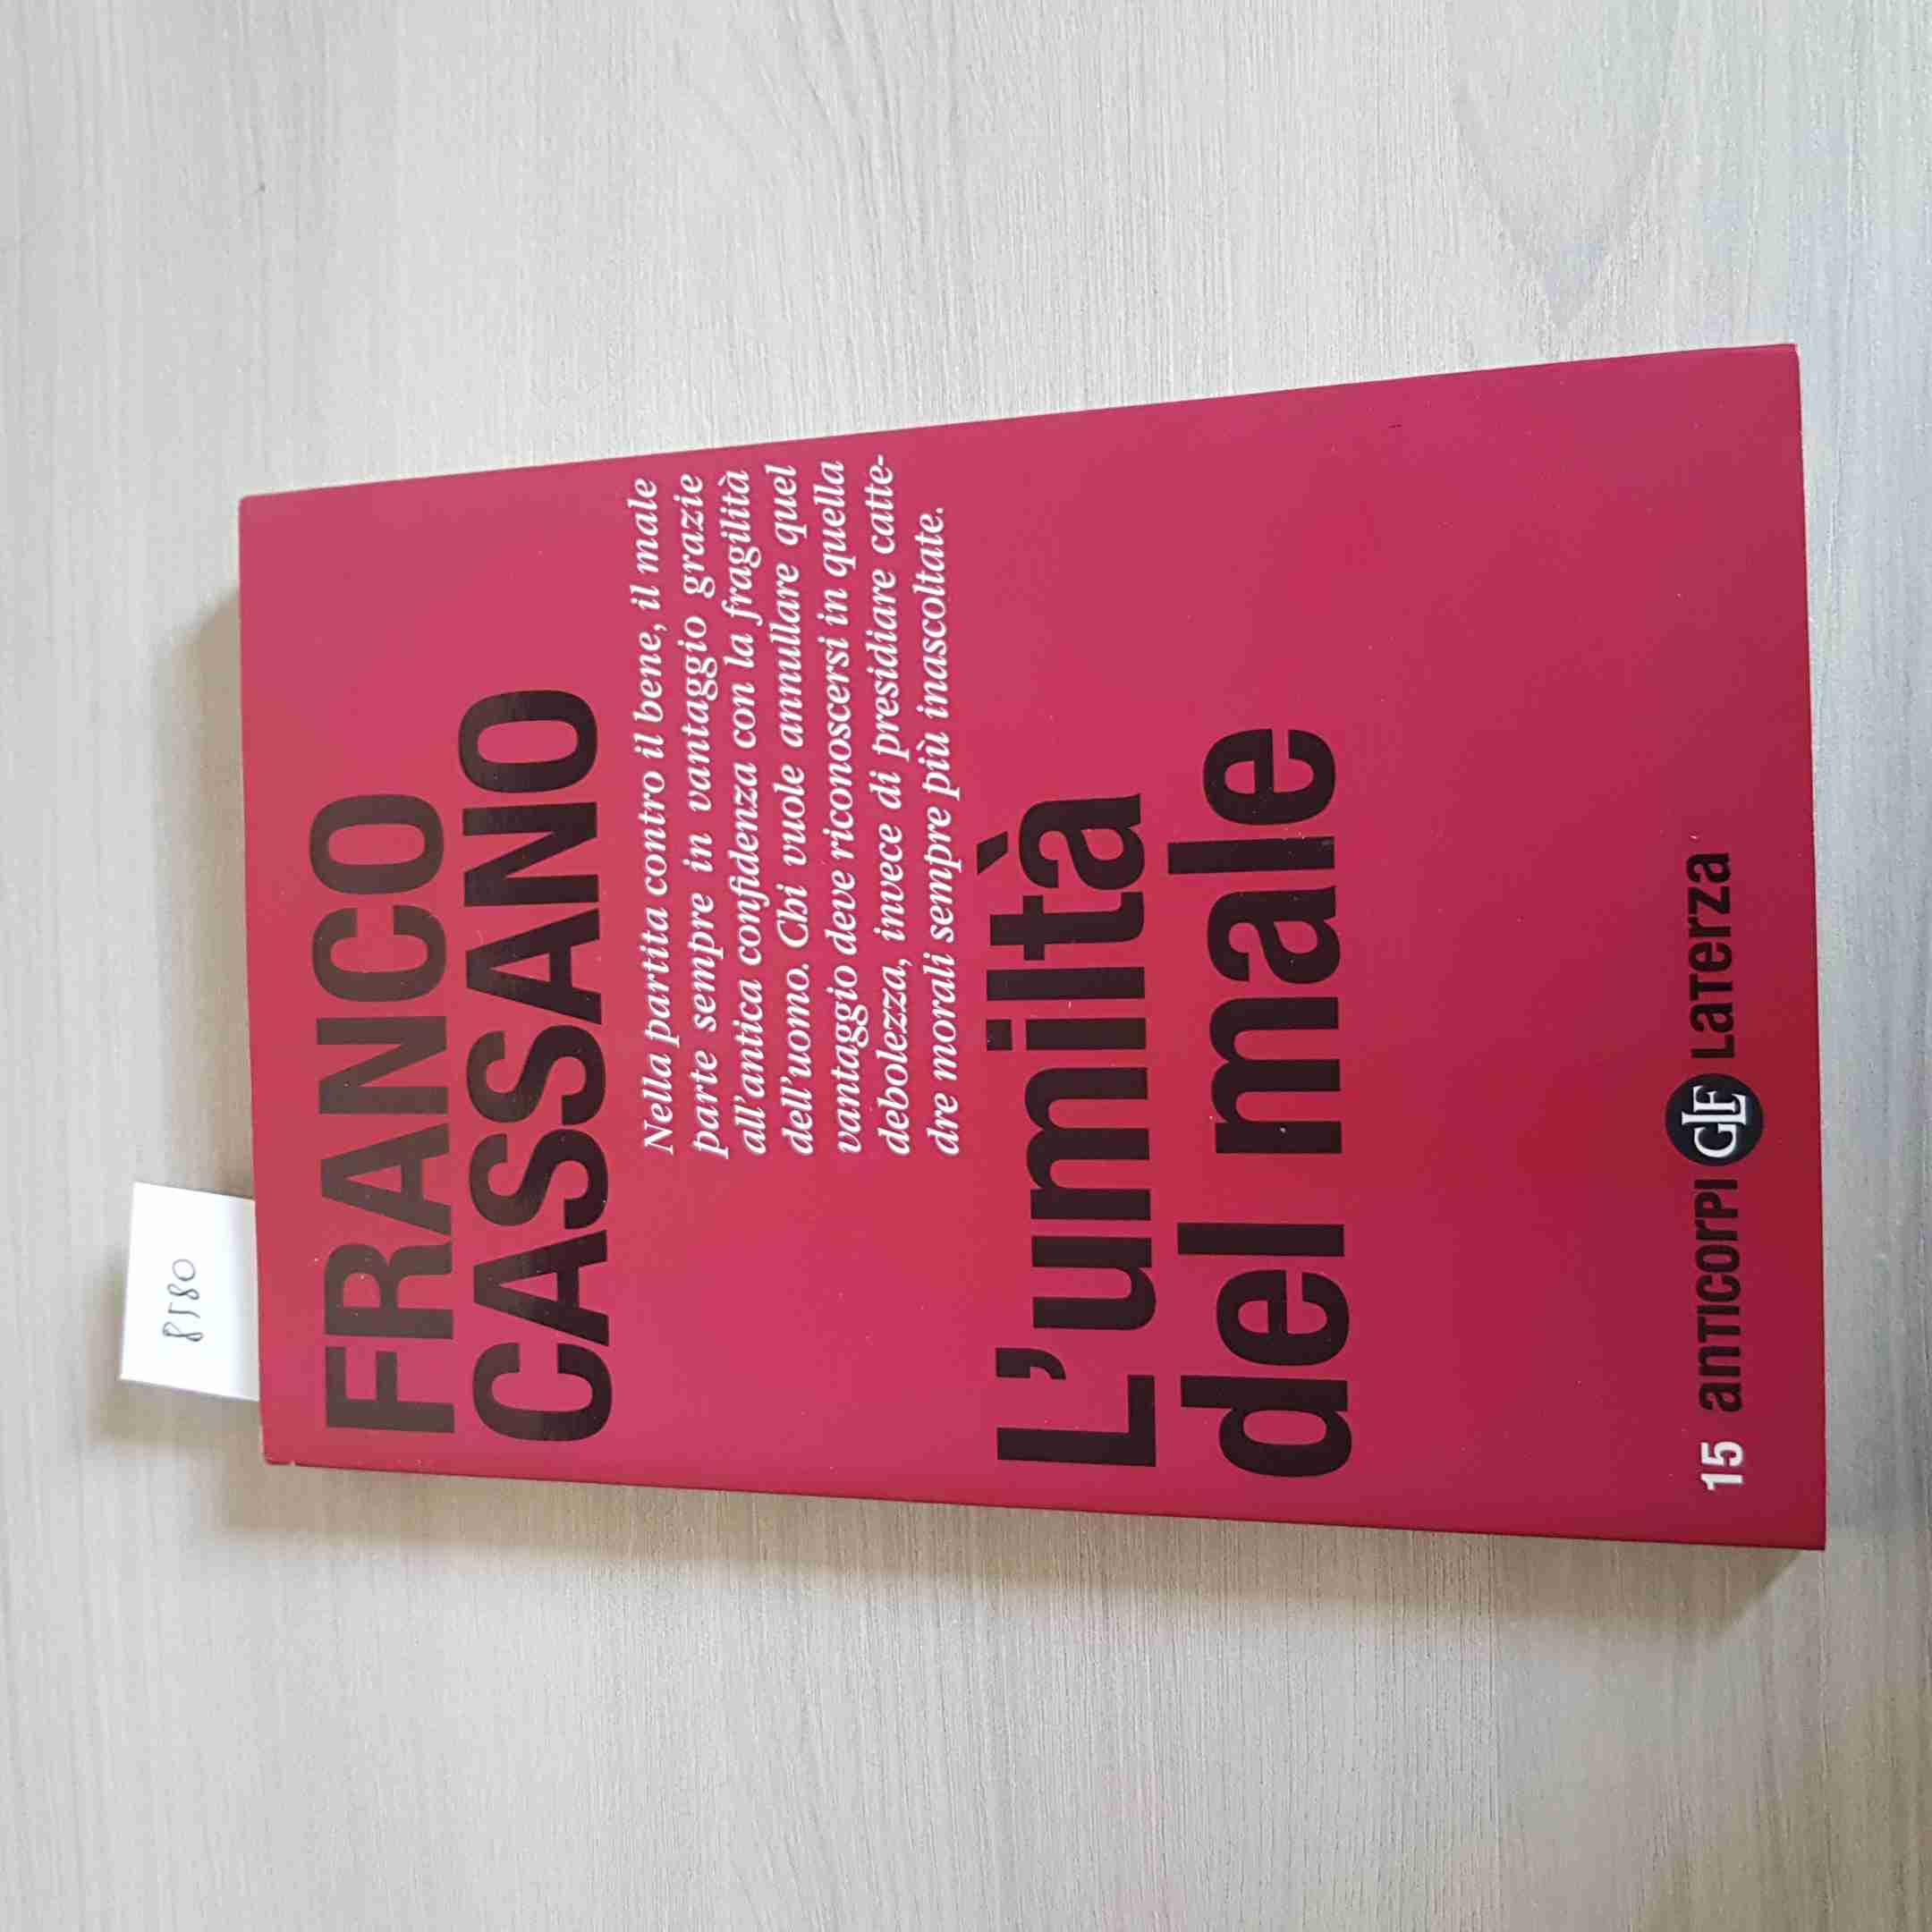 8580
FRANCO
CASSANO
Nella partita contro il bene, il male
parte sempre in vantaggio grazie
all'antica confidenza con la fragilità
dell'uomo. Chi vuole annullare quel
vantaggio deve riconoscersi in quella
debolezza, invece di presidiare catte-
dre morali sempre più inascoltate.
L'umiltà
del male
15 anticorpi GLF Laterza